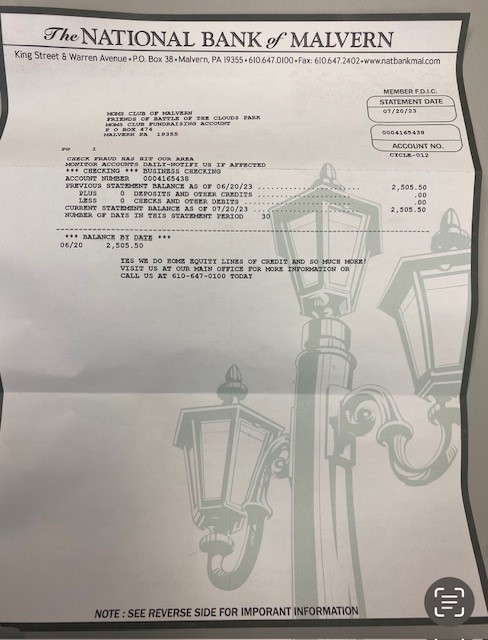 The NATIONAL BANK of MALVERN
King Street & Warren Avenue • P.O. Box 38 • Malvern, PA 19355 • 610.647.0100 • Fax: 610.647.2402 • www.natbankmal.com
MEMBER F.D.I.C.
STATEMENT DATE
07/20/23
0004165438
ACCOUNT NO.
CYCLE-012
MOMS CLUB OF MALVERN
FRIENDS OF BATTLE OF THE CLOUDS PARK
MOMS CLUB FUNDRAISING ACCOUNT
P O BOX 474
MALVERN PA 19355
PG 1
CHECK FRAUD HAS HIT OUR AREA
MONITOR ACCOUNTS DAILY-NOTIFY US IF AFFECTED
*** CHECKING *** BUSINESS CHECKING
ACCOUNT NUMBER 0004165438
PREVIOUS STATEMENT BALANCE AS OF 06/20/23 .................... 2,505.50
PLUS 0 DEPOSITS AND OTHER CREDITS .................... .00
LESS 0 CHECKS AND OTHER DEBITS .................... .00
CURRENT STATEMENT BALANCE AS OF 07/20/23 .................... 2,505.50
NUMBER OF DAYS IN THIS STATEMENT PERIOD 30
*** BALANCE BY DATE ***
06/20 2,505.50
YES WE DO HOME EQUITY LINES OF CREDIT AND SO MUCH MORE!
VISIT US AT OUR MAIN OFFICE FOR MORE INFORMATION OR
CALL US AT 610-647-0100 TODAY
NOTE : SEE REVERSE SIDE FOR IMPORANT INFORMATION